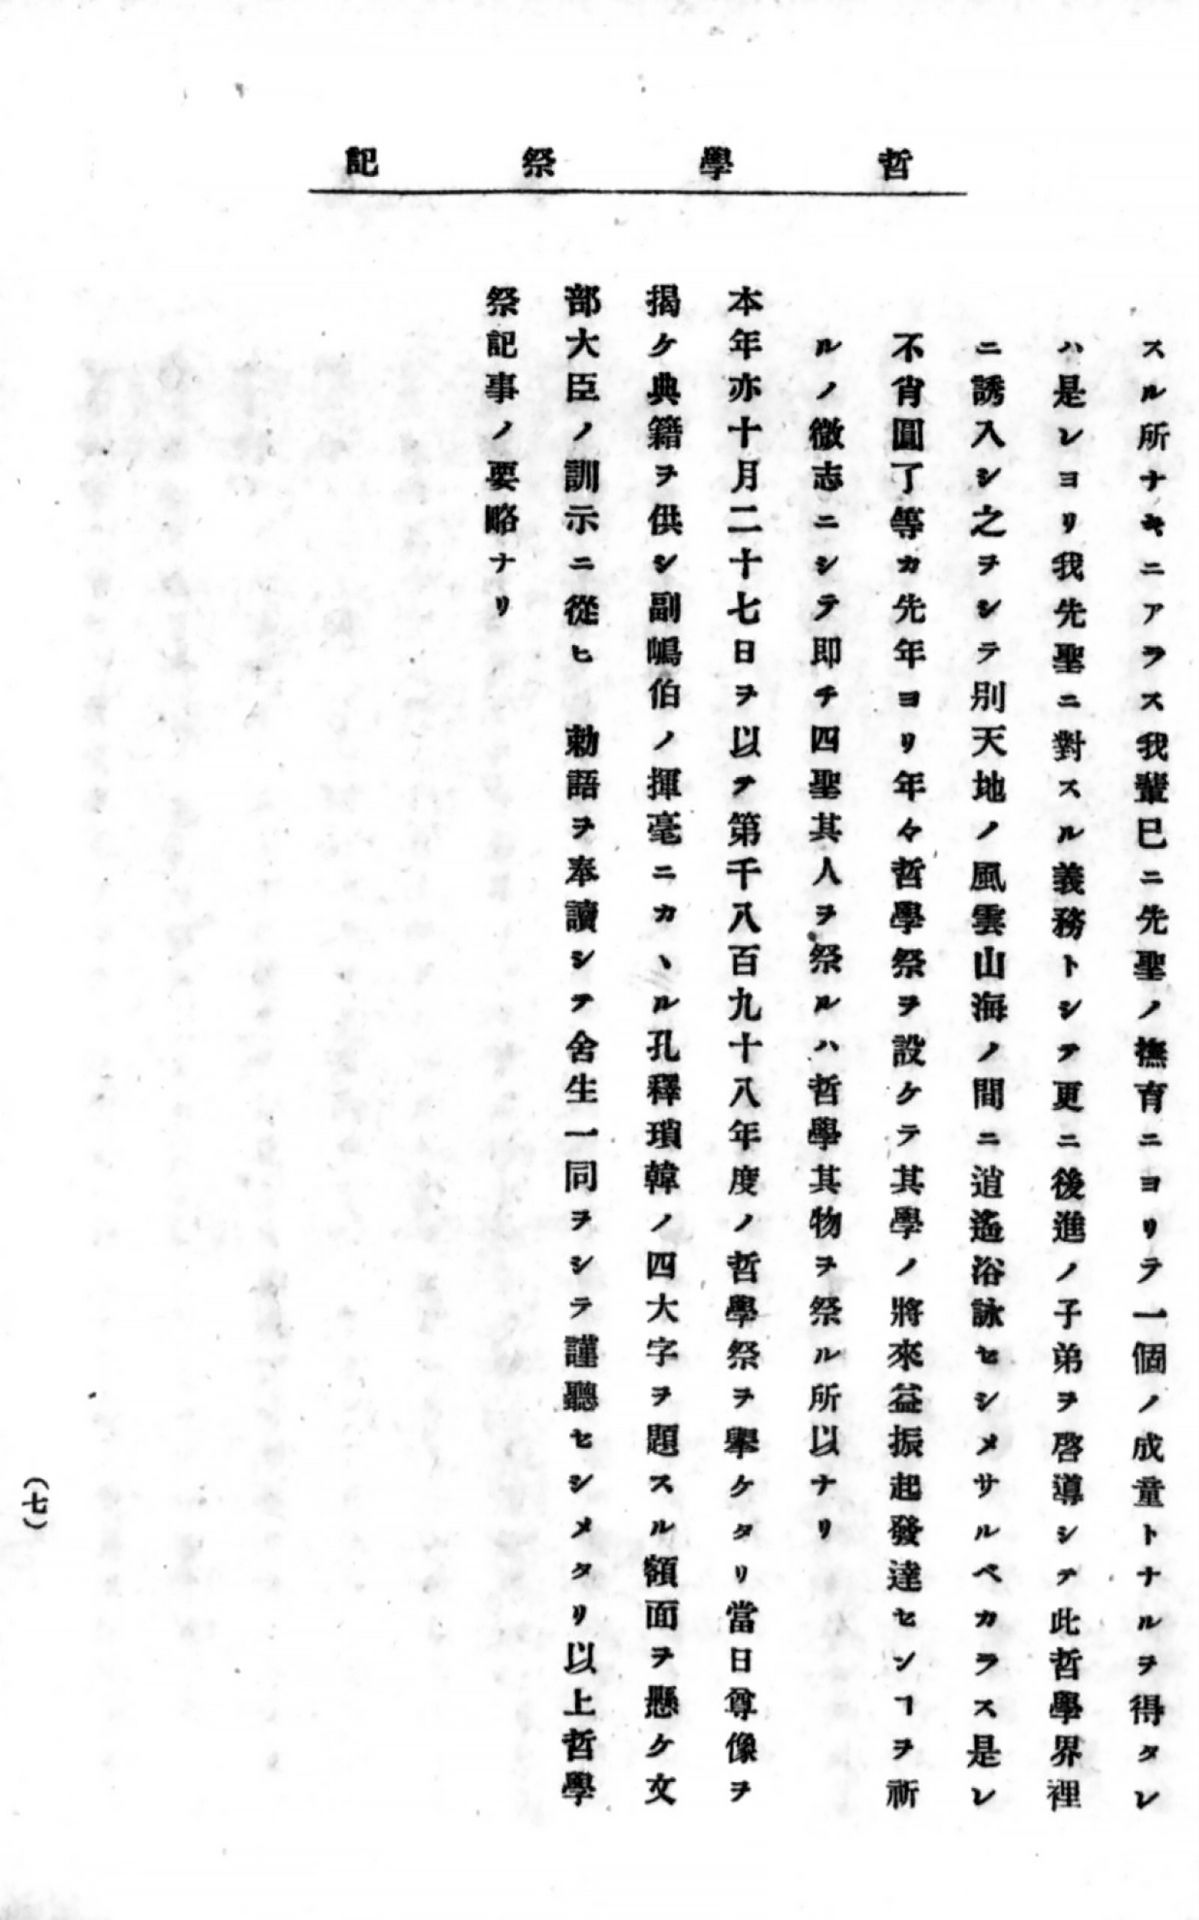 哲學祭記
スル所ナキニアラス我輩已ニ先聖ノ撫育ニヨリテ一個ノ成童トナルヲ得タレ
ハ是レヨリ我先聖ニ對スル義務トシテ更ニ後進ノ子弟ヲ啓導シテ此哲學界裡
ニ誘入シ之ヲシテ別天地ノ風雲山海ノ間ニ逍遙浴詠セシメサルベカラス是レ
不肖圓了等カ先年ヨリ年々哲學祭ヲ設ケテ其學ノ將來益振起發達センヿヲ祈
ルノ微志ニシテ即チ四聖其人ヲ祭ルハ哲學其物ヲ祭ル所以ナリ
本年亦十月二十七日ヲ以テ第千八百九十八年度ノ哲學祭ヲ擧ケタリ當日尊像ヲ
揭ケ典籍ヲ供シ副嶋伯ノ揮毫ニカヽル孔釋瑣韓ノ四大字ヲ題スル額面ヲ懸ケ文
部大臣ノ訓示ニ從ヒ　勅語ヲ奉讀シテ舍生一同ヲシテ謹聽セシメタリ以上哲學
祭記事ノ要略ナリ
（七）